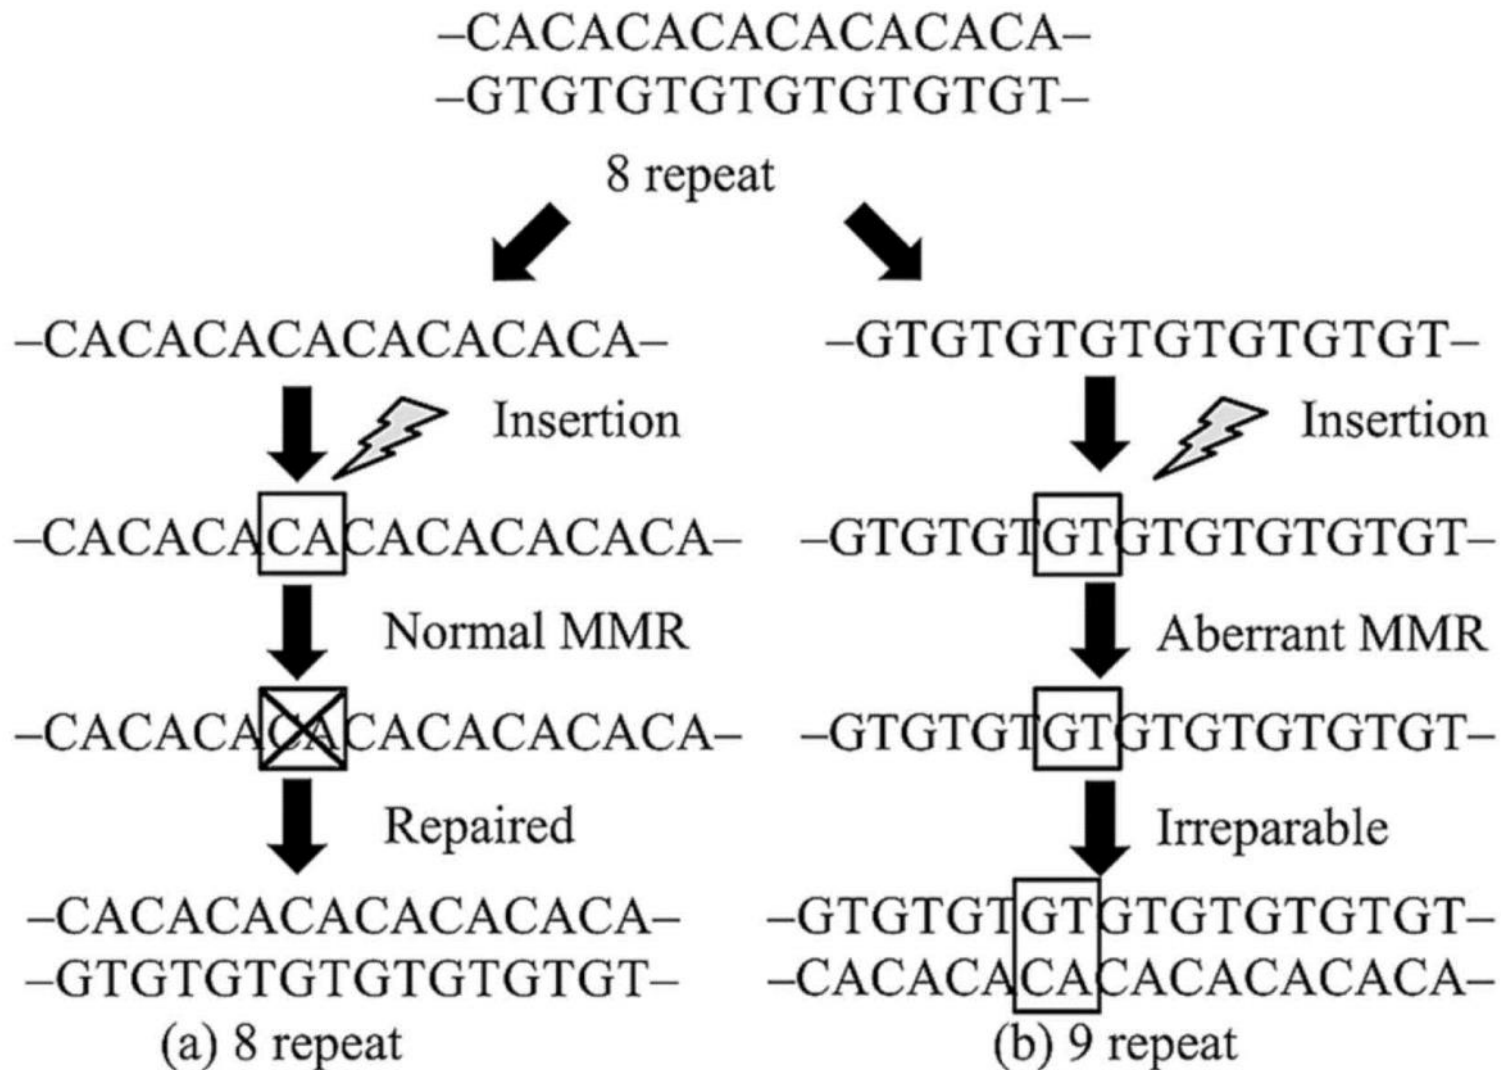 –CACACACACACACACA–
–GTGTGTGTGTGTGTGT–
8 repeat
–CACACACACACACACA–
–GTGTGTGTGTGTGTGT–
Insertion
Insertion
–CACACACACACACACACA–
–GTGTGTGTGTGTGTGTGT–
Normal MMR
Aberrant MMR
–CACACACACACACACACA–
–GTGTGTGTGTGTGTGTGT–
Repaired
Irreparable
–CACACACACACACACA–
–GTGTGTGTGTGTGTGT–
–GTGTGTGTGTGTGTGTGT–
–CACACACACACACACACA–
(a) 8 repeat
(b) 9 repeat